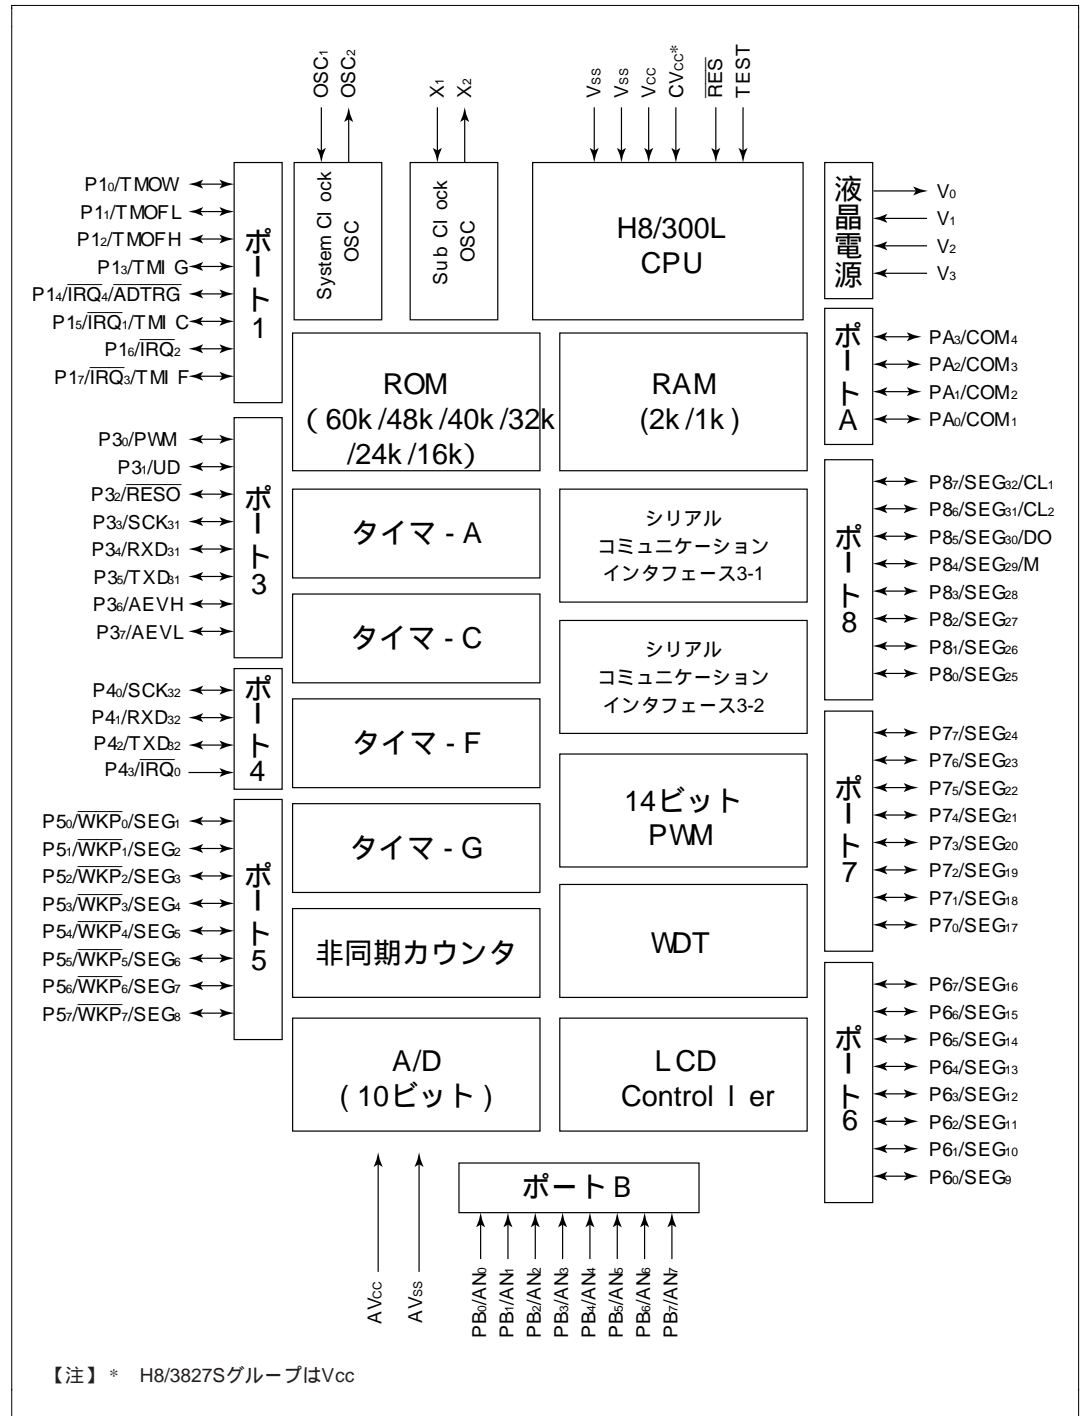 OSC1
OSC2
X1
X2
Vss
Vss
Vcc
CVcc*
RES
TEST
P10/TMOW
P11/TMOFL
P12/TMOFH
P13/TMIG
P14/IRQ4/ADTRG
P15/IRQ1/TMIC
P16/IRQ2
P17/IRQ3/TMIF
ポート1
System Clock
OSC
Sub Clock
OSC
H8/300L
CPU
液晶電源
V0
V1
V2
V3
ROM
(60k/48k/40k/32k
/24k/16k)
RAM
(2k/1k)
ポートA
PA3/COM4
PA2/COM3
PA1/COM2
PA0/COM1
P30/PWM
P31/UD
P32/RESO
P33/SCK31
P34/RXD31
P35/TXD31
P36/AEVH
P37/AEVL
ポート3
タイマ - A
シリアル
コミュニケーション
インタフェース3-1
ポート8
P87/SEG32/CL1
P86/SEG31/CL2
P85/SEG30/DO
P84/SEG29/M
P83/SEG28
P82/SEG27
P81/SEG26
P80/SEG25
タイマ - C
シリアル
コミュニケーション
インタフェース3-2
P40/SCK32
P41/RXD32
P42/TXD32
P43/IRQ0
ポート4
タイマ - F
14ビット
PWM
ポート7
P77/SEG24
P76/SEG23
P75/SEG22
P74/SEG21
P73/SEG20
P72/SEG19
P71/SEG18
P70/SEG17
P50/WKP0/SEG1
P51/WKP1/SEG2
P52/WKP2/SEG3
P53/WKP3/SEG4
P54/WKP4/SEG5
P55/WKP5/SEG6
P56/WKP6/SEG7
P57/WKP7/SEG8
ポート5
タイマ - G
非同期カウンタ
WDT
ポート6
P67/SEG16
P66/SEG15
P65/SEG14
P64/SEG13
P63/SEG12
P62/SEG11
P61/SEG10
P60/SEG9
A/D
(10ビット)
LCD
Controller
ポートB
AVcc
AVss
PB0/AN0
PB1/AN1
PB2/AN2
PB3/AN3
PB4/AN4
PB5/AN5
PB6/AN6
PB7/AN7
【注】* H8/3827SグループはVcc